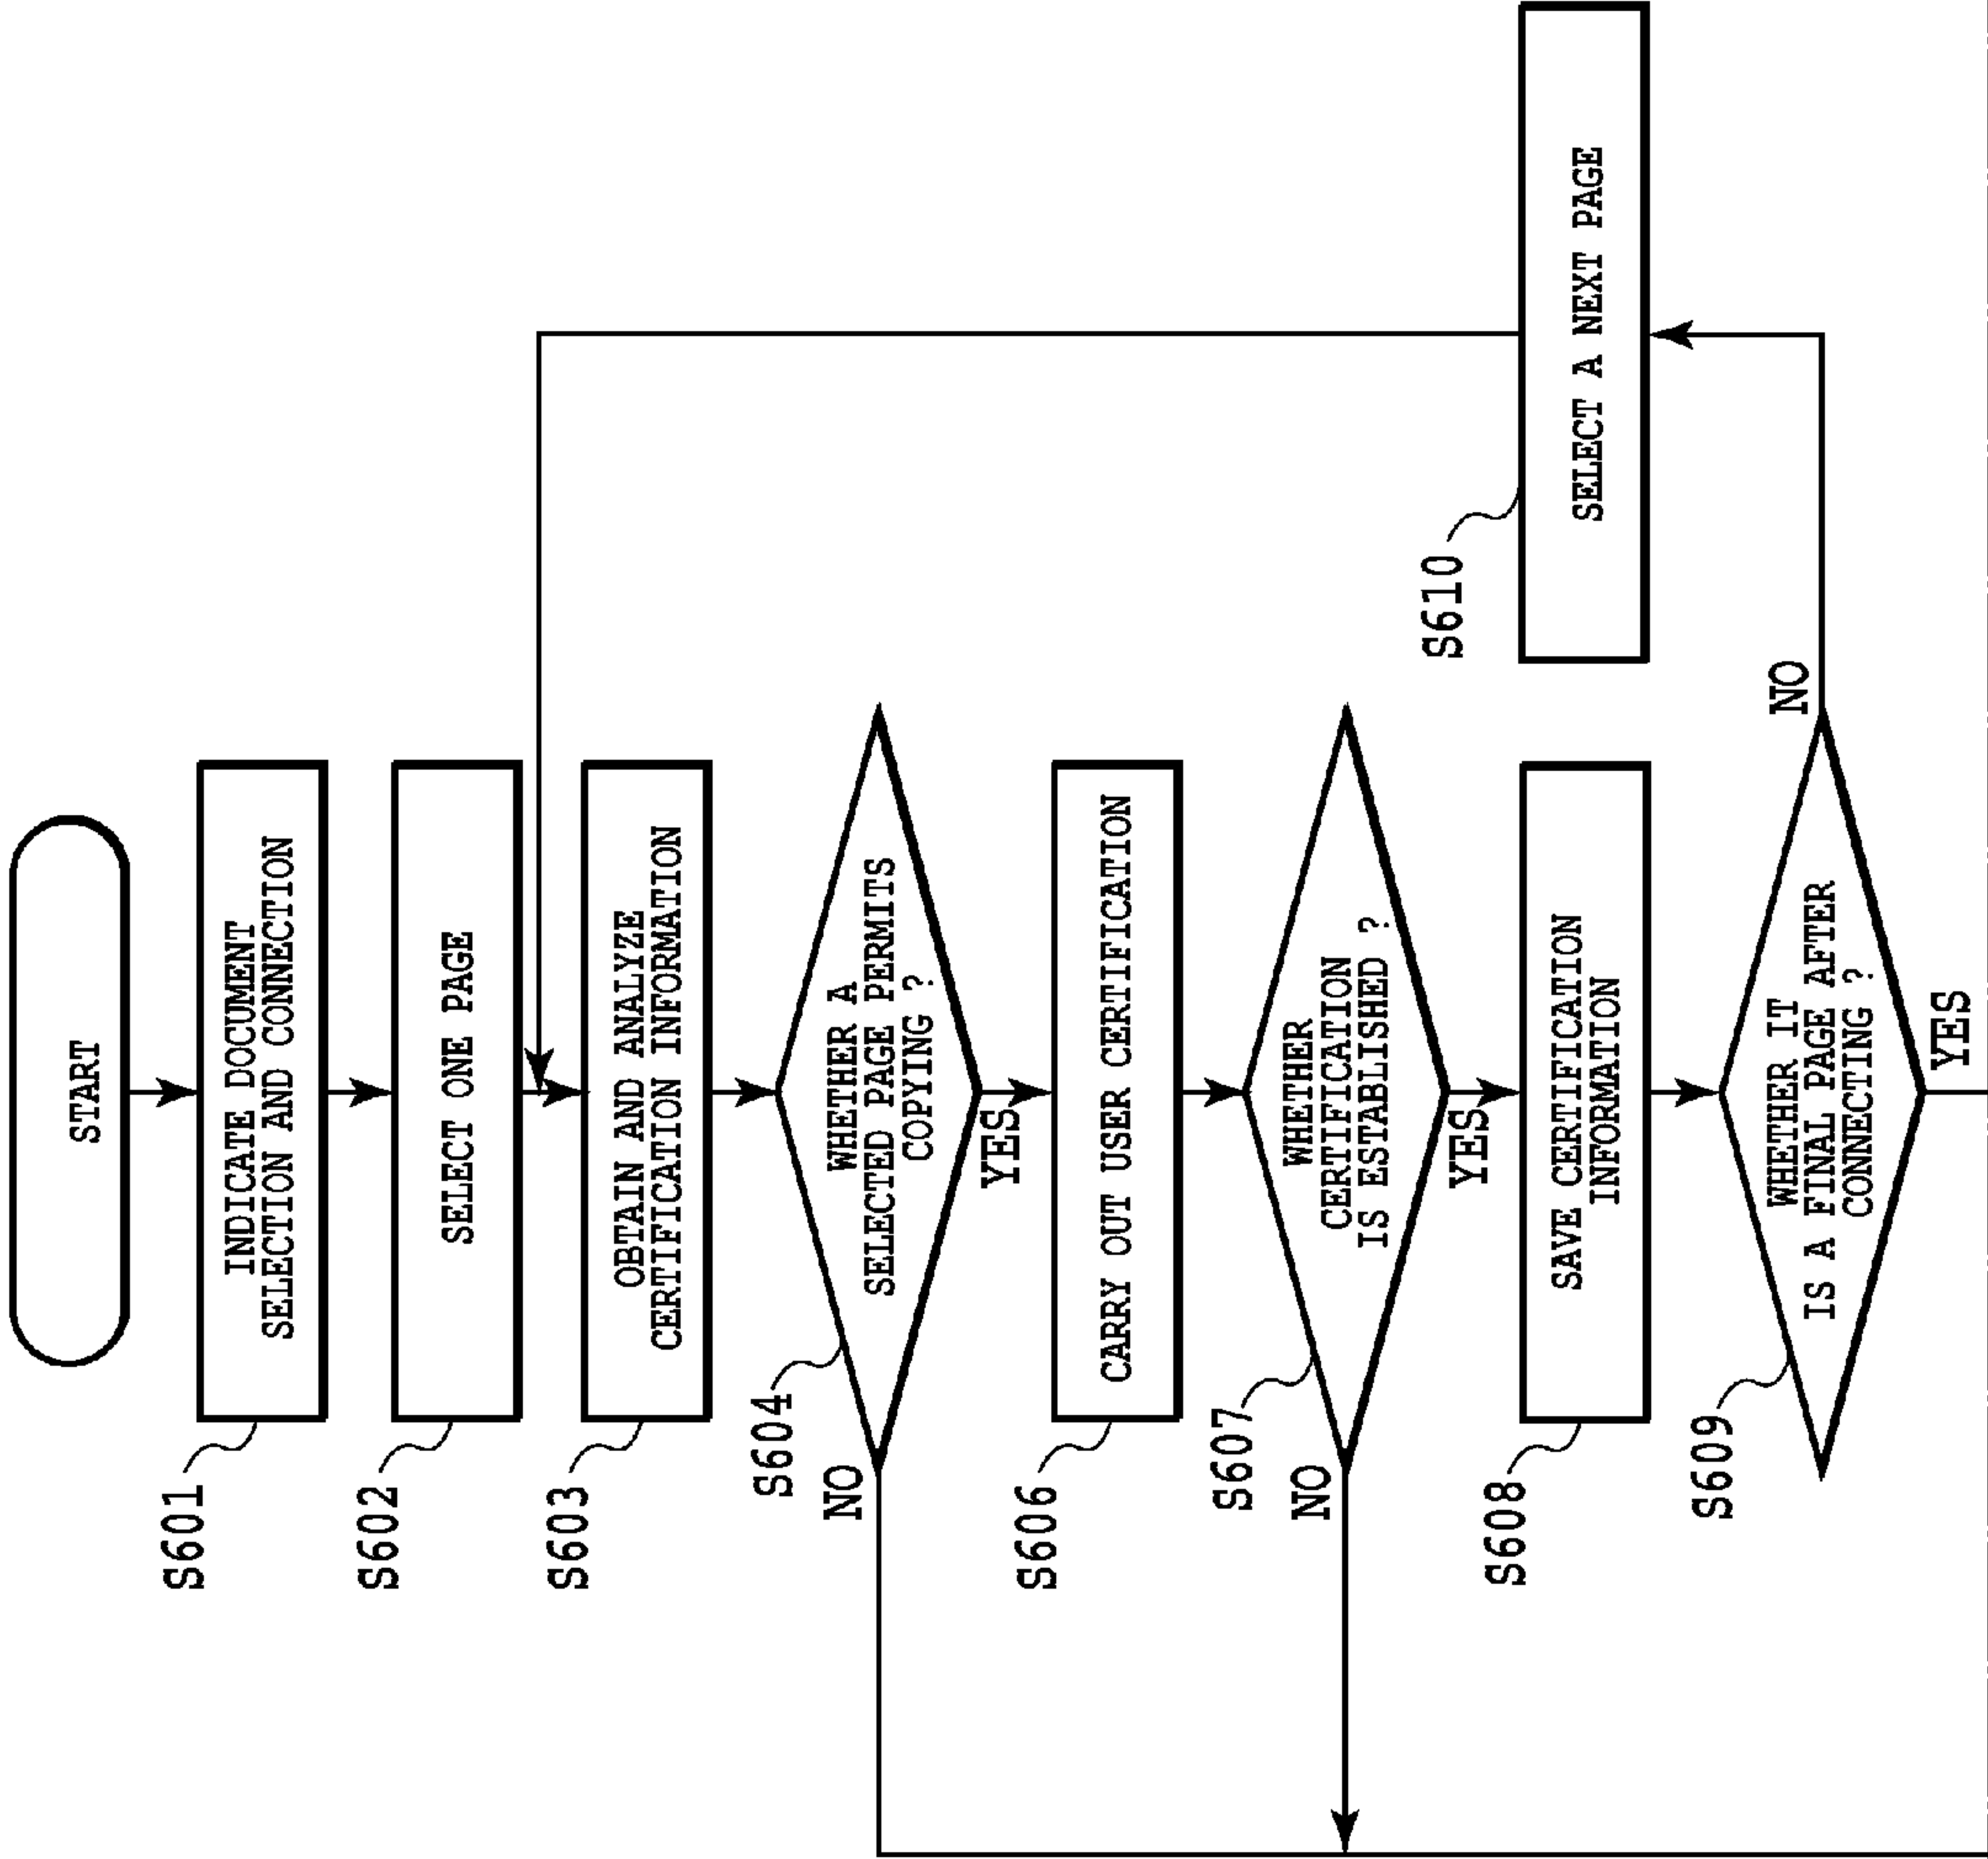 START
S601
INDICATE DOCUMENT
SELECTION AND CONNECTION
S602
SELECT ONE PAGE
S603
OBTAIN AND ANALYZE
CERTIFICATION INFORMATION
S604
WHETHER A
SELECTED PAGE PERMITS
COPYING ?
NO
YES
S606
CARRY OUT USER CERTIFICATION
S607
WHETHER
CERTIFICATION
IS ESTABLISHED ?
NO
YES
S608
SAVE CERTIFICATION
INFORMATION
S610
SELECT A NEXT PAGE
S609
WHETHER IT
IS A FINAL PAGE AFTER
CONNECTING ?
NO
YES